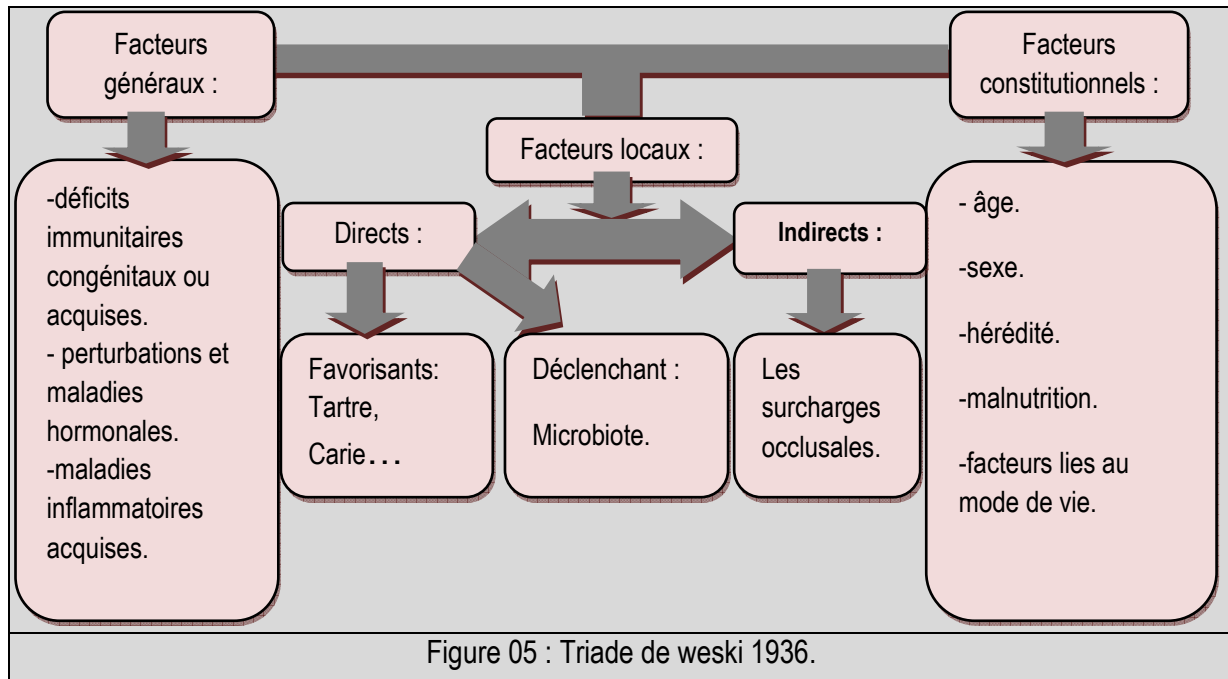 Facteurs
généraux :
Facteurs
constitutionnels :
Facteurs locaux :
-déficits
immunitaires
congénitaux ou
acquises.
- perturbations et
maladies
hormonales.
-maladies
inflammatoires
acquises.
Directs :
Indirects :
Favorisants:
Tartre,
Carie…
Déclenchant :
Microbiote.
Les
surcharges
occlusales.
- âge.
-sexe.
-hérédité.
-malnutrition.
-facteurs lies au
mode de vie.
Figure 05 : Triade de weski 1936.